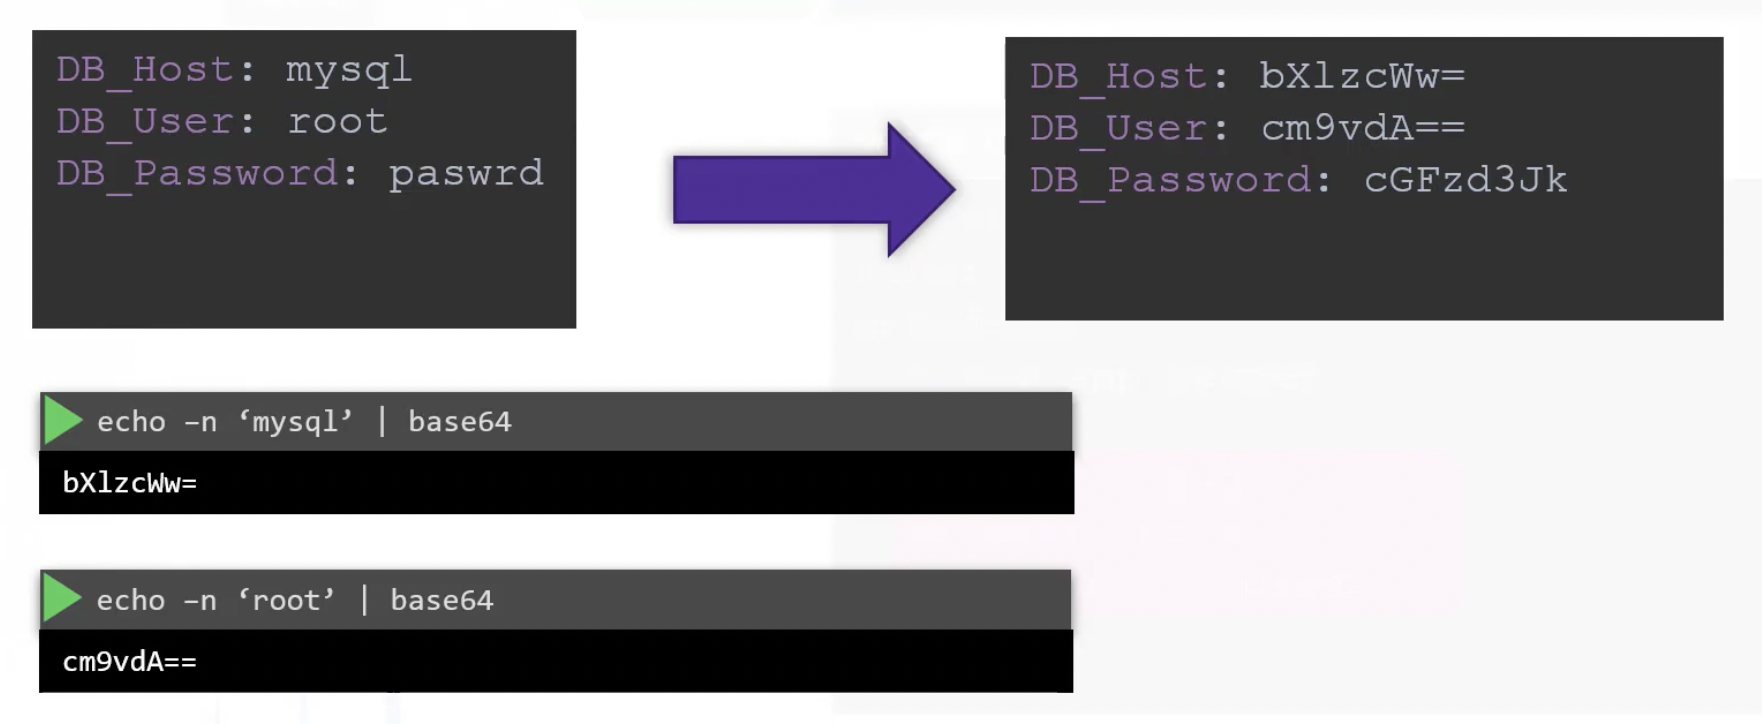 DB_Host: mysql
DB_User: root
DB_Password: paswrd
DB_Host: bXlzcWw=
DB_User: cm9vdA==
DB_Password: cGFzd3Jk
echo –n ‘mysql’ | base64
bXlzcWw=
echo –n ‘root’ | base64
cm9vdA==